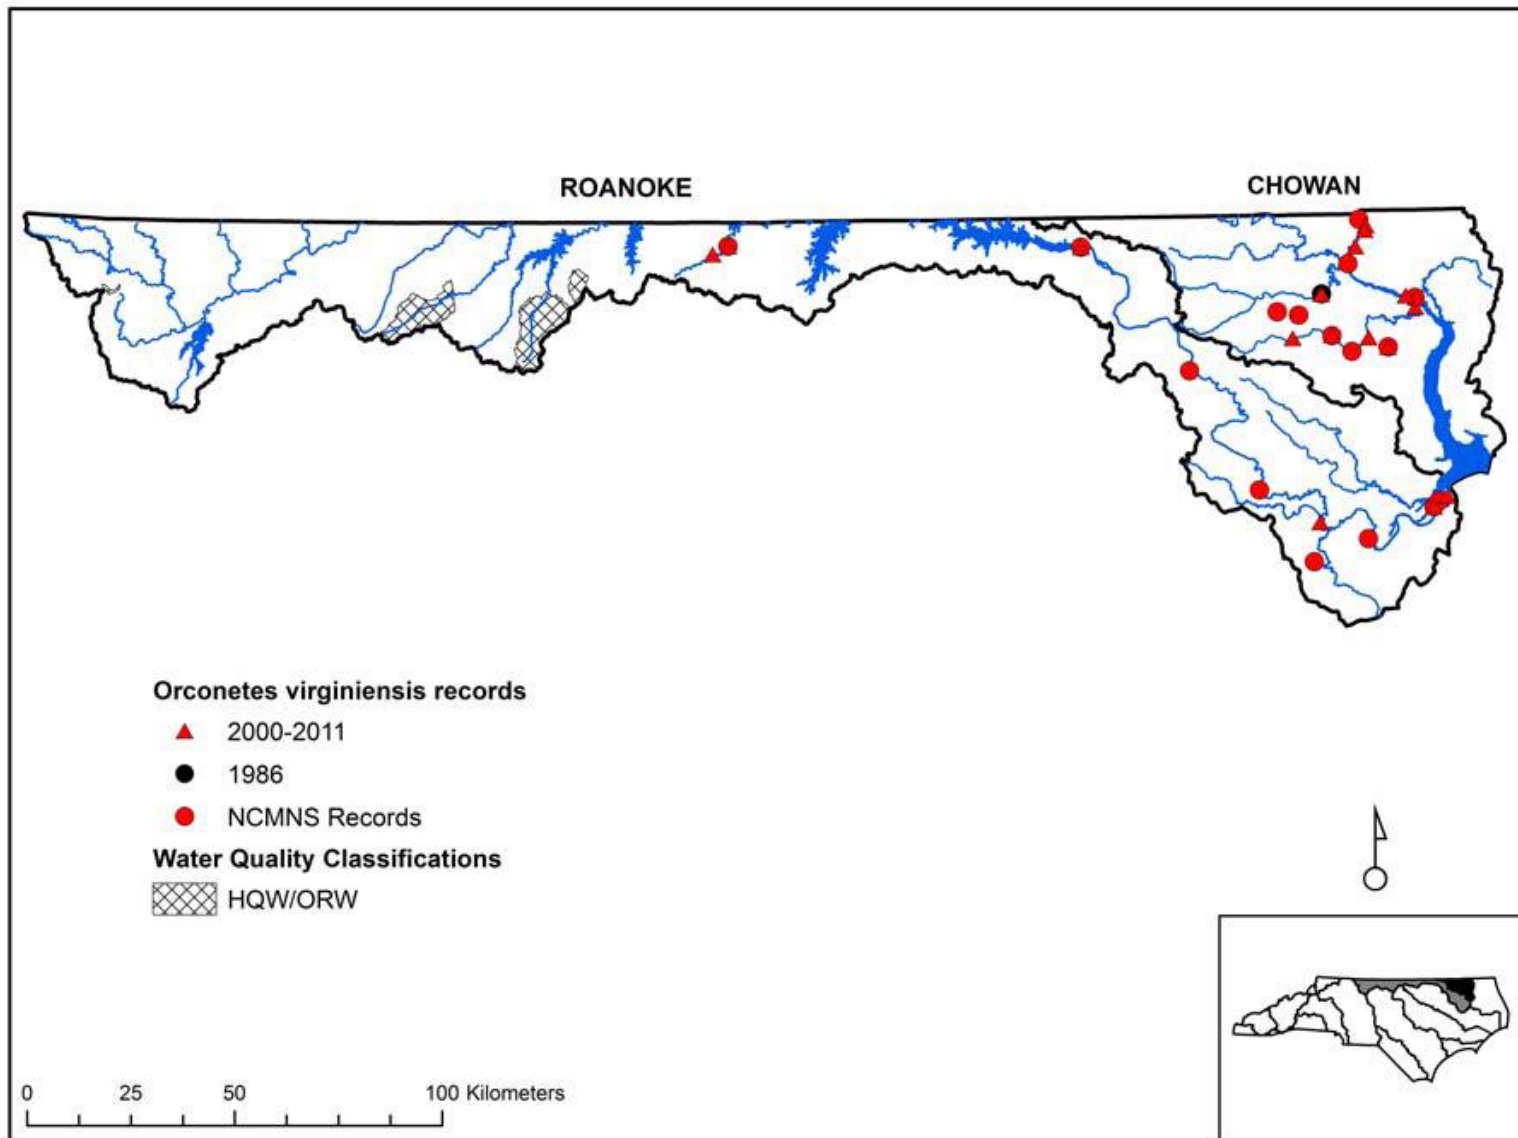 ROANOKE
CHOWAN
Orconetes virginiensis records
2000-2011
1986
NCMNS Records
Water Quality Classifications
HQW/ORW
0 25 50 100 Kilometers